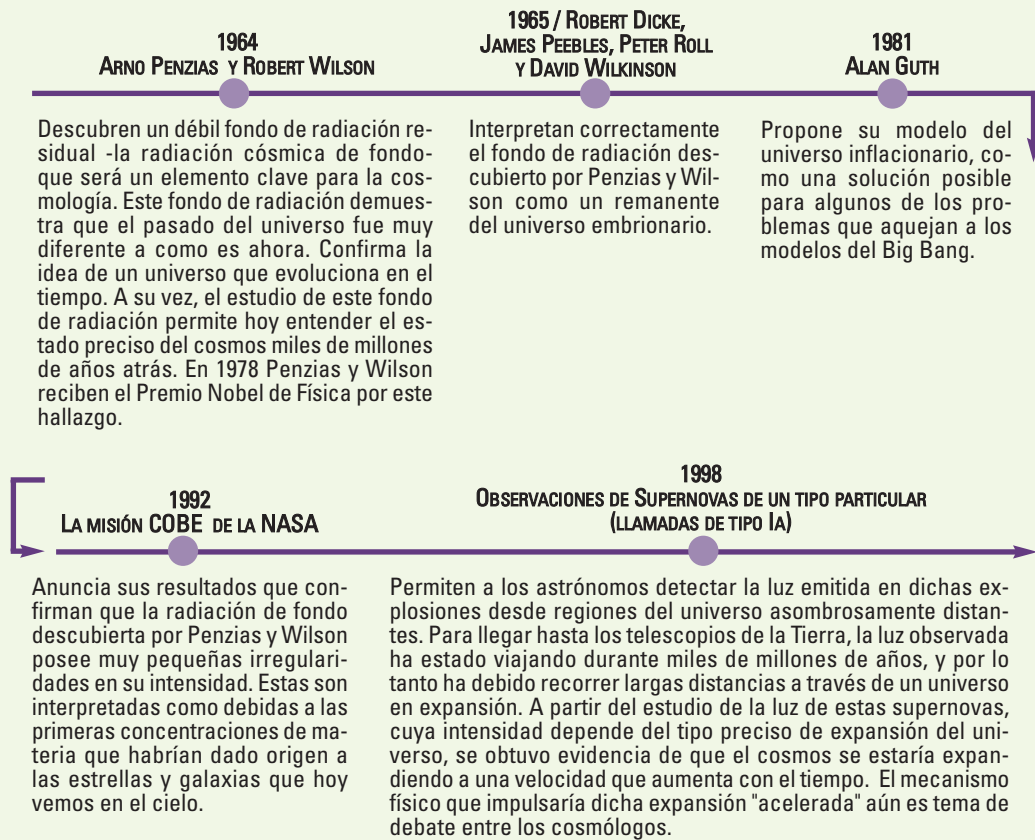 1964
ARNO PENZIAS Y ROBERT WILSON
Descubren un débil fondo de radiación re-
sidual -la radiación cósmica de fondo-
que será un elemento clave para la cos-
mología. Este fondo de radiación demues-
tra que el pasado del universo fue muy
diferente a como es ahora. Confirma la
idea de un universo que evoluciona en el
tiempo. A su vez, el estudio de este fondo
de radiación permite hoy entender el es-
tado preciso del cosmos miles de millones
de años atrás. En 1978 Penzias y Wilson
reciben el Premio Nobel de Física por este
hallazgo.
1965 / ROBERT DICKE,
JAMES PEEBLES, PETER ROLL
Y DAVID WILKINSON
Interpretan correctamente
el fondo de radiación des-
cubierto por Penzias y Wil-
son como un remanente
del universo embrionario.
1981
ALAN GUTH
Propone su modelo del
universo inflacionario, co-
mo una solución posible
para algunos de los pro-
blemas que aquejan a los
modelos del Big Bang.
1992
LA MISIÓN COBE DE LA NASA
Anuncia sus resultados que con-
firman que la radiación de fondo
descubierta por Penzias y Wilson
posee muy pequeñas irregulari-
dades en su intensidad. Estas son
interpretadas como debidas a las
primeras concentraciones de ma-
teria que habrían dado origen a
las estrellas y galaxias que hoy
vemos en el cielo.
1998
OBSERVACIONES DE SUPERNOVAS DE UN TIPO PARTICULAR
(LLAMADAS DE TIPO IA)
Permiten a los astrónomos detectar la luz emitida en dichas ex-
plosiones desde regiones del universo asombrosamente distan-
tes. Para llegar hasta los telescopios de la Tierra, la luz observada
ha estado viajando durante miles de millones de años, y por lo
tanto ha debido recorrer largas distancias a través de un universo
en expansión. A partir del estudio de la luz de estas supernovas,
cuya intensidad depende del tipo preciso de expansión del uni-
verso, se obtuvo evidencia de que el cosmos se estaría expan-
diendo a una velocidad que aumenta con el tiempo. El mecanismo
físico que impulsaría dicha expansión "acelerada" aún es tema de
debate entre los cosmólogos.